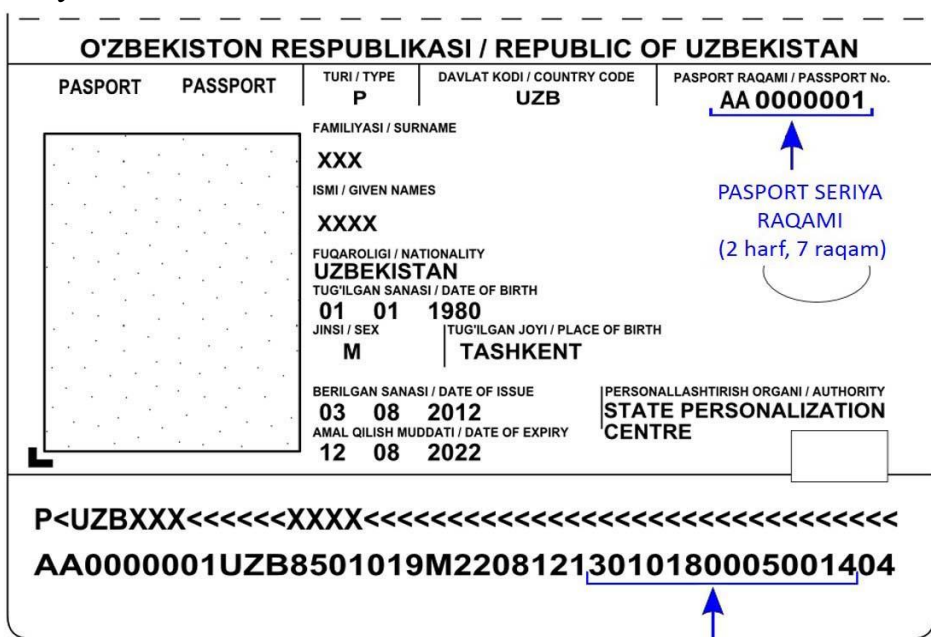 O'ZBEKISTON RESPUBLIKASI / REPUBLIC OF UZBEKISTAN
PASPORT PASSPORT
TURI / TYPE
P
DAVLAT KODI / COUNTRY CODE
UZB
PASPORT RAQAMI / PASSPORT No.
AA 0000001
PASPORT SERIYA
RAQAMI
(2 harf, 7 raqam)
FAMILIYASI / SURNAME
XXX
ISMI / GIVEN NAMES
XXXX
FUQAROLIGI / NATIONALITY
UZBEKISTAN
TUG'ILGAN SANASI / DATE OF BIRTH
01 01 1980
JINSI / SEX
M
TUG'ILGAN JOYI / PLACE OF BIRTH
TASHKENT
BERILGAN SANASI / DATE OF ISSUE
03 08 2012
AMAL QILISH MUDDATI / DATE OF EXPIRY
12 08 2022
PERSONALLASHTIRISH ORGANI / AUTHORITY
STATE PERSONALIZATION
CENTRE
P<UZBXXX<<<<<<XXXX<<<<<<<<<<<<<<<<<<<<<<<<<<<<<<<<
AA0000001UZB8501019M22081213010180005001404